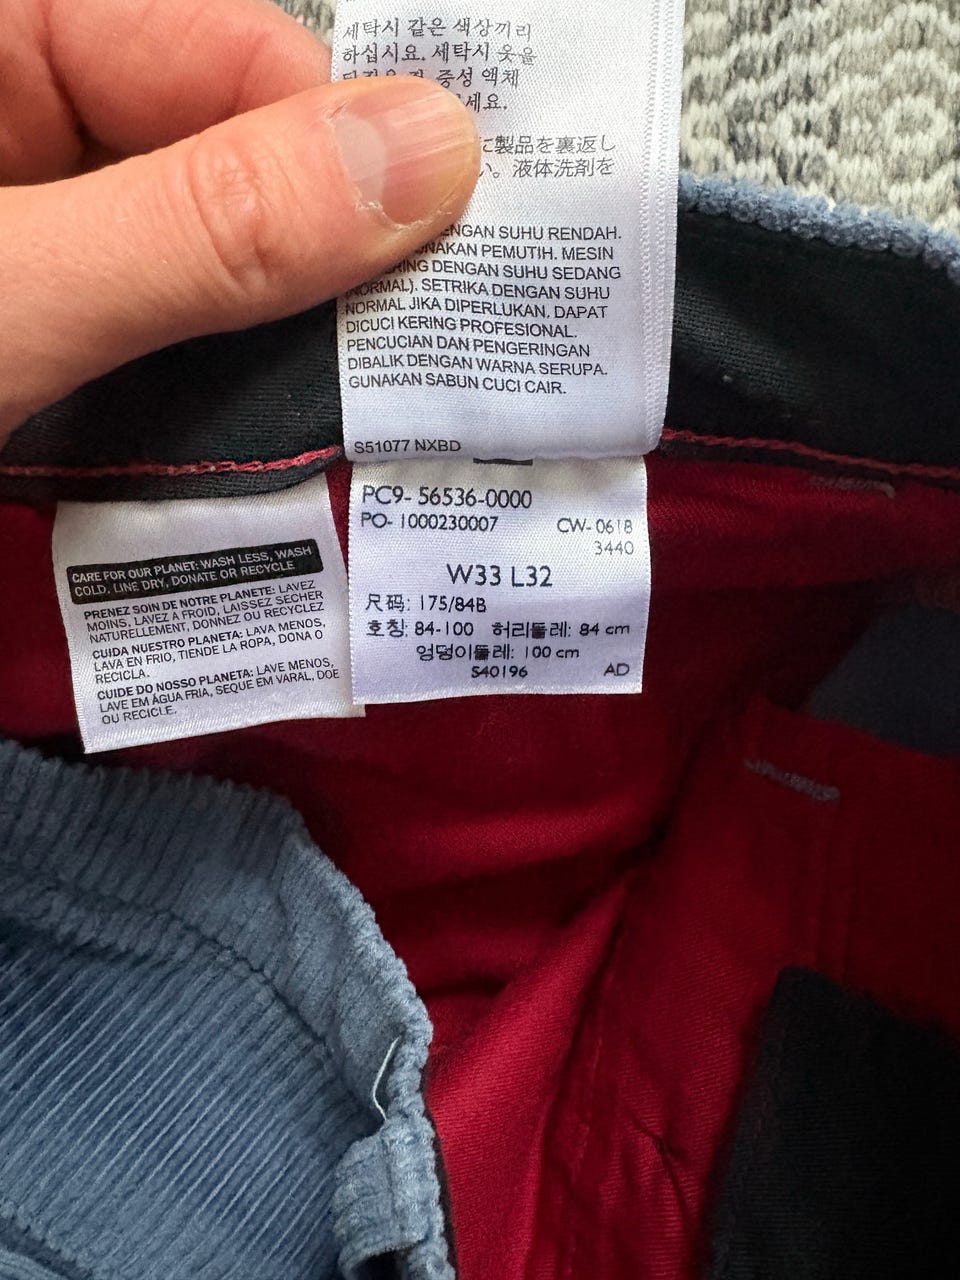 세탁시 같은 색상끼리
하십시요. 세탁시 옷을
중성 액체
세요.
に製品を裏返し
い。液体洗剤を
ENGAN SUHU RENDAH.
NAKAN PEMUTIH. MESIN
RING DENGAN SUHU SEDANG
(NORMAL). SETRIKA DENGAN SUHU
NORMAL JIKA DIPERLUKAN. DAPAT
DICUCI KERING PROFESIONAL.
PENCUCIAN DAN PENGERINGAN
DIBALIK DENGAN WARNA SERUPA.
GUNAKAN SABUN CUCI CAIR.
S51077 NXBD
PC9- 56536-0000
PO- 1000230007 CW-0618
3440
W33 L32
尺码: 175/84B
호칭: 84-100 허리둘레: 84 cm
엉덩이둘레: 100 cm
S40196 AD
CARE FOR OUR PLANET: WASH LESS, WASH
COLD, LINE DRY, DONATE OR RECYCLE
PRENEZ SOIN DE NOTRE PLANETE: LAVEZ
MOINS, LAVEZ A FROID, LAISSEZ SECHER
NATURELLEMENT, DONNEZ OU RECYCLEZ
CUIDA NUESTRO PLANETA: LAVA MENOS,
LAVA EN FRIO, TIENDE LA ROPA, DONA O
RECICLA.
CUIDE DO NOSSO PLANETA: LAVE MENOS,
LAVE EM ÁGUA FRIA, SEQUE EM VARAL, DOE
OU RECICLE.